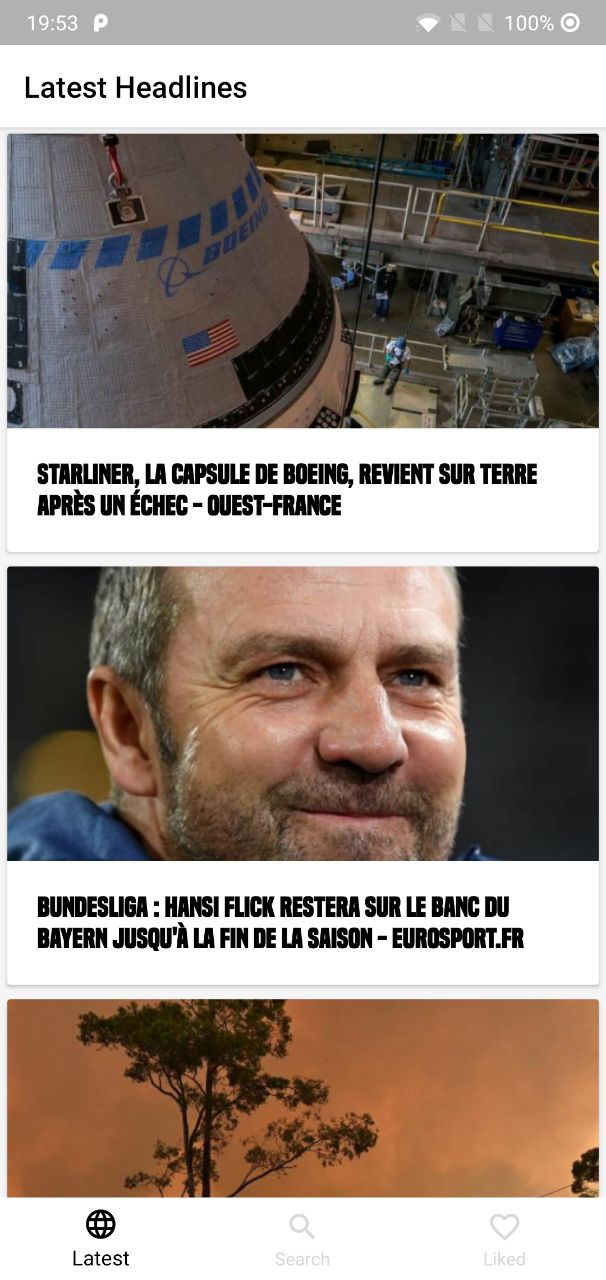 19:53
100%
Latest Headlines
BOEING
STARLINER, LA CAPSULE DE BOEING, REVIENT SUR TERRE
APRÈS UN ÉCHEC - OUEST-FRANCE
BUNDESLIGA : HANSI FLICK RESTERA SUR LE BANC DU
BAYERN JUSQU'À LA FIN DE LA SAISON - EUROSPORT.FR
Latest
Search
Liked